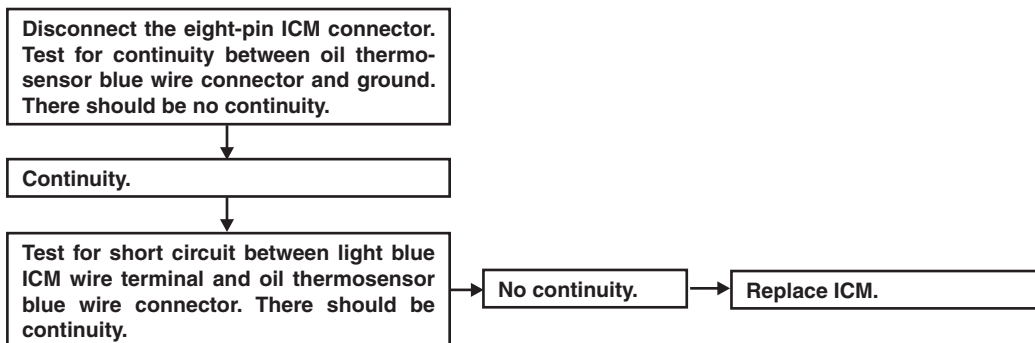 Disconnect the eight-pin ICM connector.
Test for continuity between oil thermo-
sensor blue wire connector and ground.
There should be no continuity.
Continuity.
Test for short circuit between light blue
ICM wire terminal and oil thermosensor
blue wire connector. There should be
continuity.
No continuity.
Replace ICM.